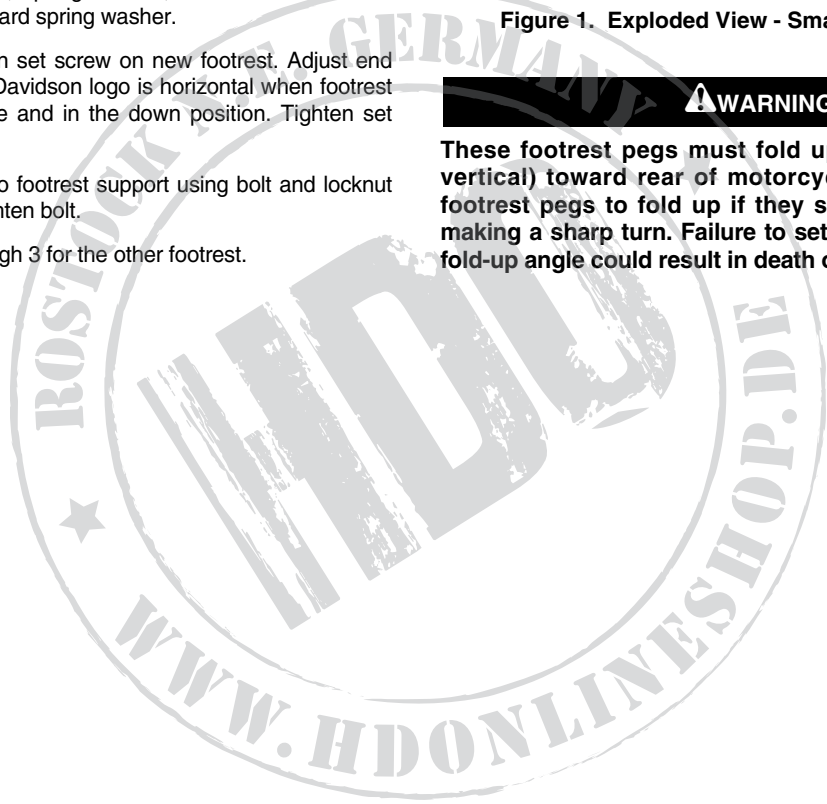 ard spring washer.
n set screw on new footrest. Adjust end
Davidson logo is horizontal when footrest
e and in the down position. Tighten set
o footrest support using bolt and locknut
hten bolt.
gh 3 for the other footrest.
Figure 1. Exploded View - Sma
WARNING
These footrest pegs must fold u
vertical) toward rear of motorcy
footrest pegs to fold up if they s
making a sharp turn. Failure to set
fold-up angle could result in death o
ROSTOCK X.E. GERMANY X
HDO
WWW.HDONLINESHOP.DE